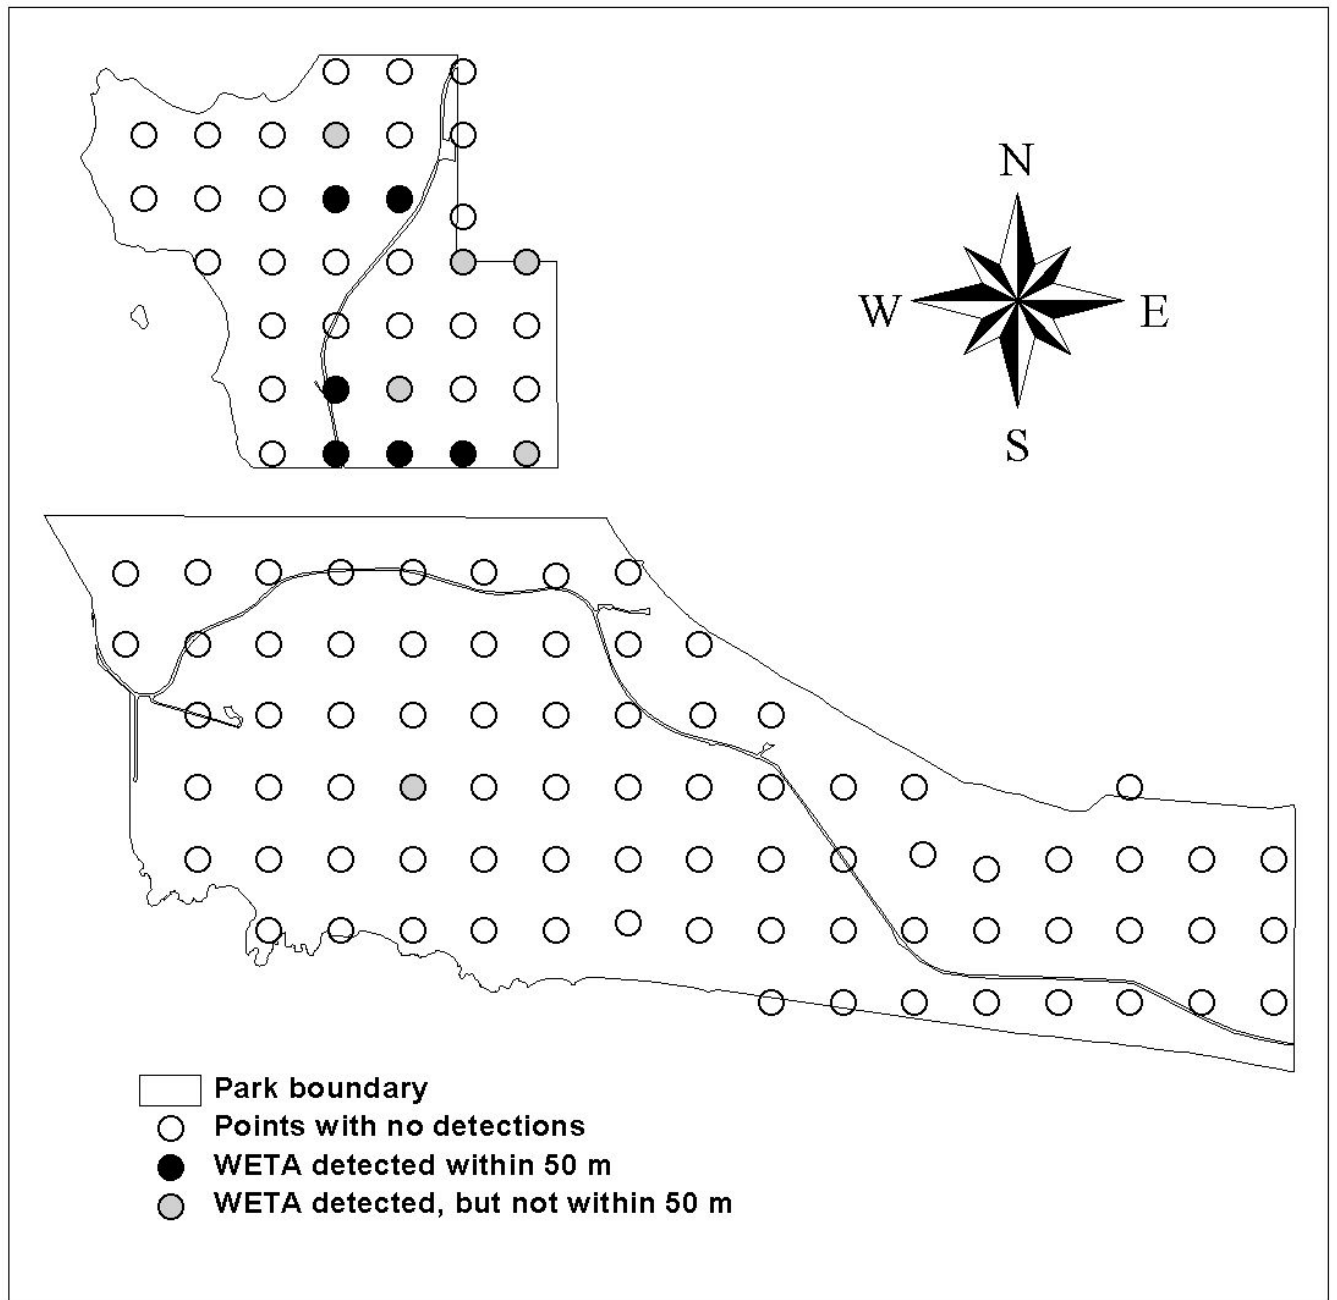 N
W
E
S
Park boundary
Points with no detections
WETA detected within 50 m
WETA detected, but not within 50 m